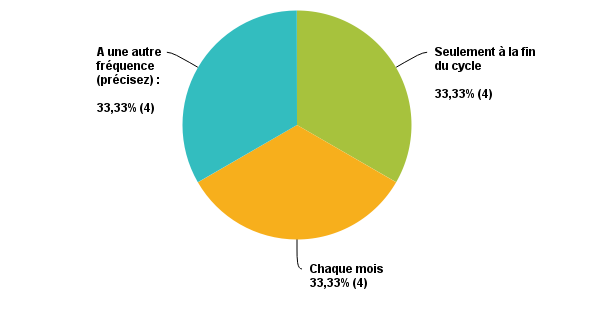 A une autre
fréquence
(précisez) :
33,33% (4)
Seulement à la fin
du cycle
33,33% (4)
Chaque mois
33,33% (4)